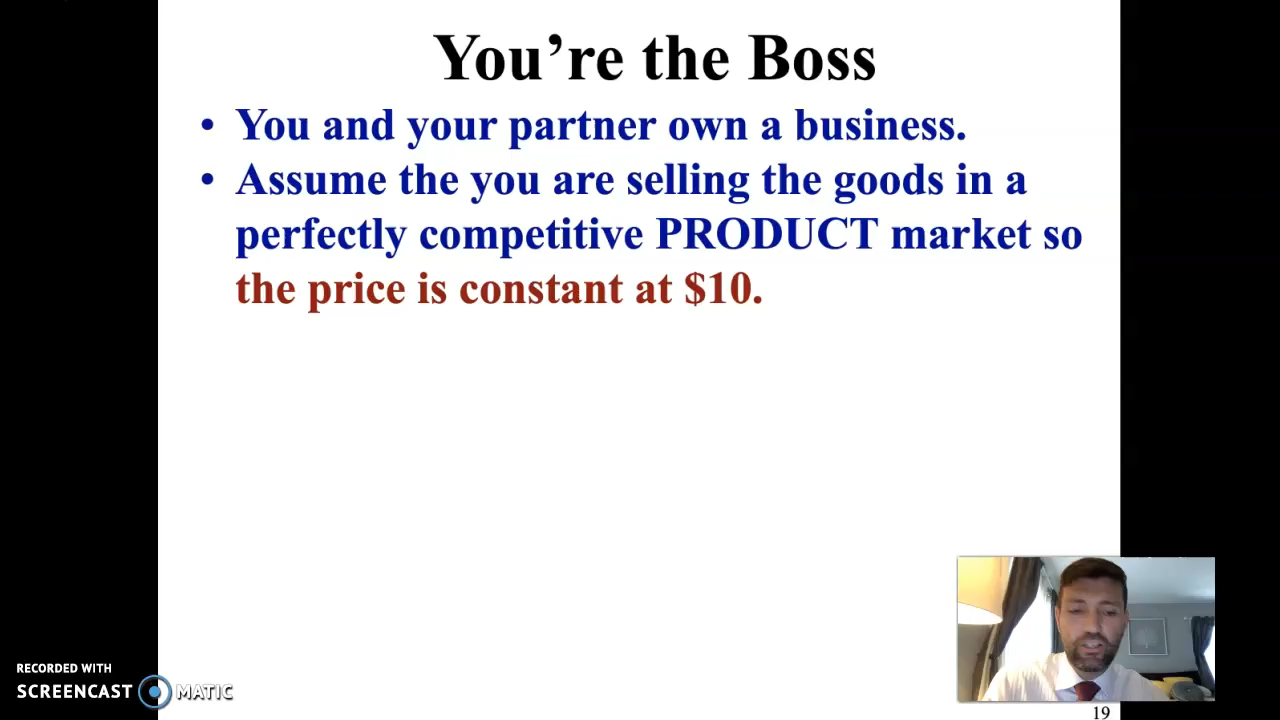 You're the Boss
• You and your partner own a business.
• Assume the you are selling the goods in a
perfectly competitive PRODUCT market so
the price is constant at $10.
RECORDED WITH
SCREENCAST MATIC
19